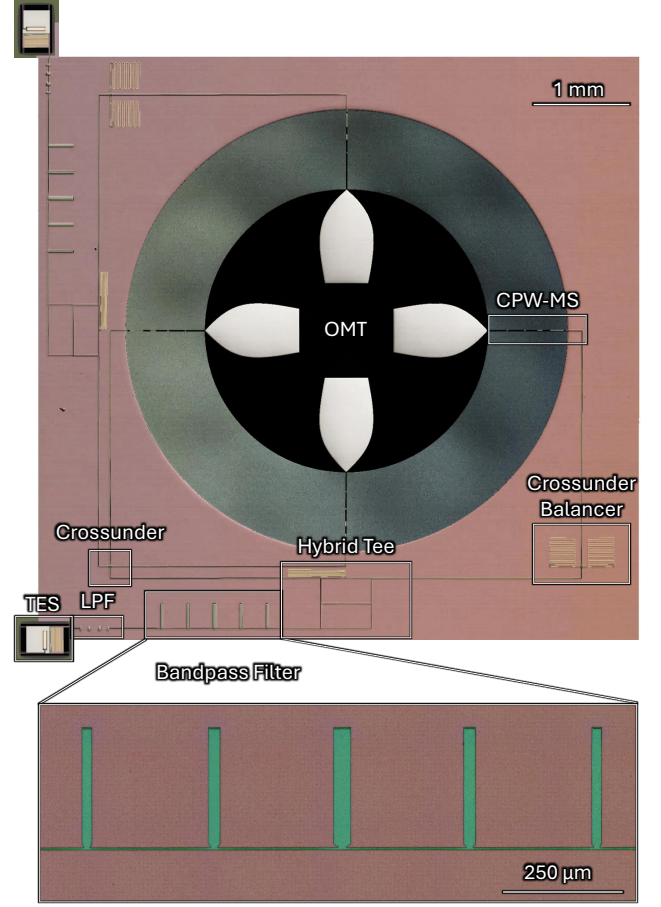 1 mm
CPW-MS
OMT
Crossunder
Balancer
Crossunder
Hybrid Tee
TES
LPF
Bandpass Filter
250 µm